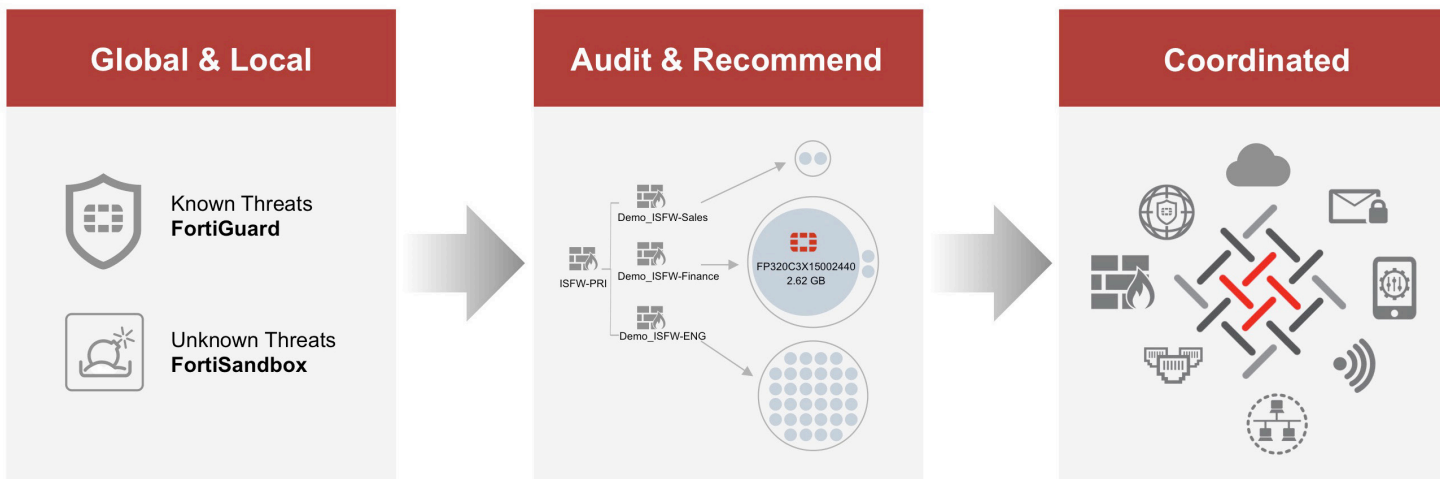 Global & Local
Known Threats
FortiGuard
Unknown Threats
FortiSandbox
Audit & Recommend
Demo_ISFW-Sales
ISFW-PRI
Demo_ISFW-Finance
FP320C3X15002440
2.62 GB
Demo_ISFW-ENG
Coordinated